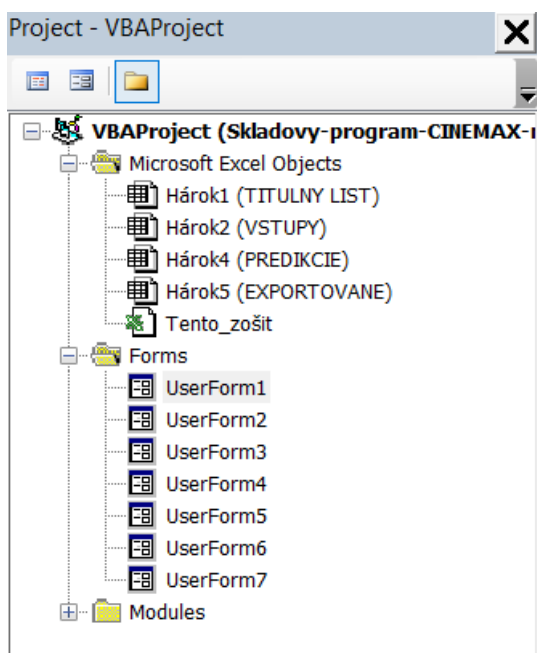 Project - VBAProject
VBAProject (Skladovy-program-CINEMAX-
Microsoft Excel Objects
Hárok1 (TITULNY LIST)
Hárok2 (VSTUPY)
Hárok4 (PREDIKCIE)
Hárok5 (EXPORTOVANE)
Tento_zošit
Forms
UserForm1
UserForm2
UserForm3
UserForm4
UserForm5
UserForm6
UserForm7
Modules